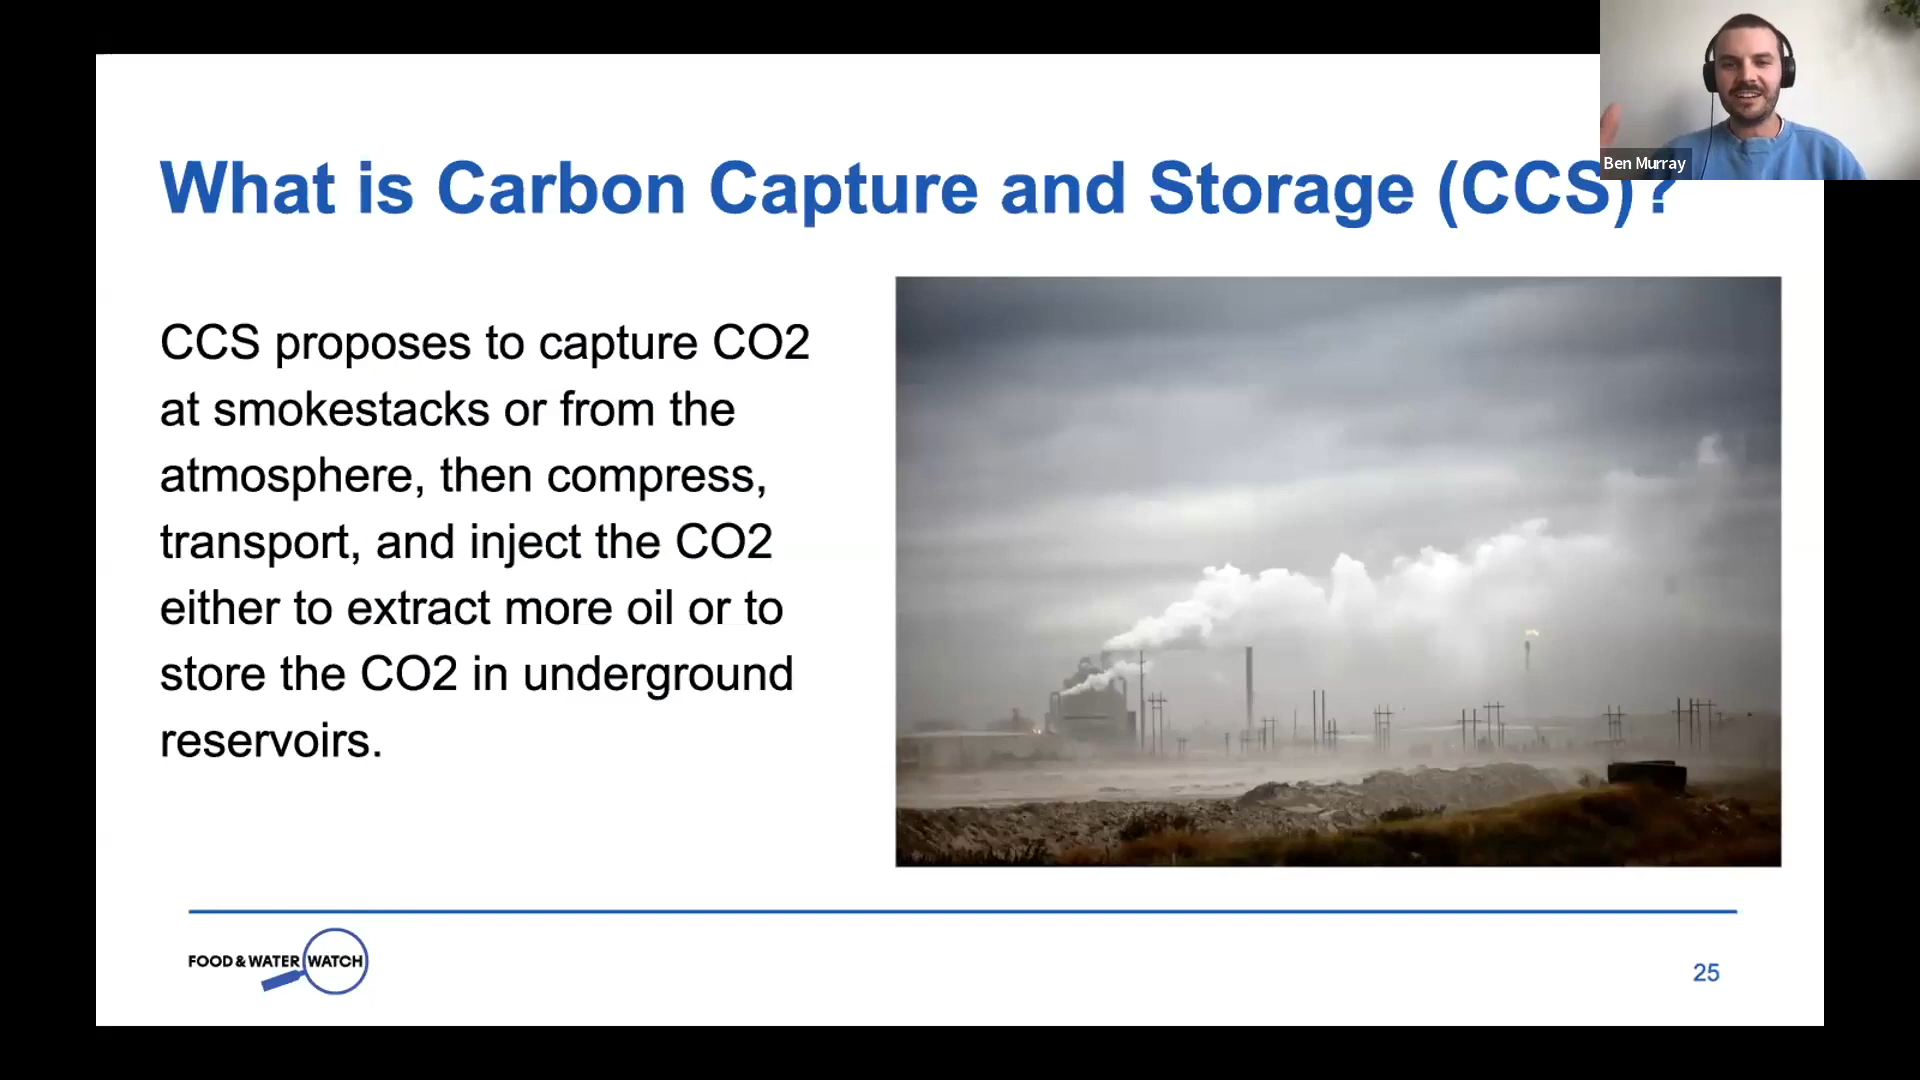 Ben Murray
What is Carbon Capture and Storage (CCS)?
CCS proposes to capture CO2
at smokestacks or from the
atmosphere, then compress,
transport, and inject the CO2
either to extract more oil or to
store the CO2 in underground
reservoirs.
FOOD & WATER WATCH
25